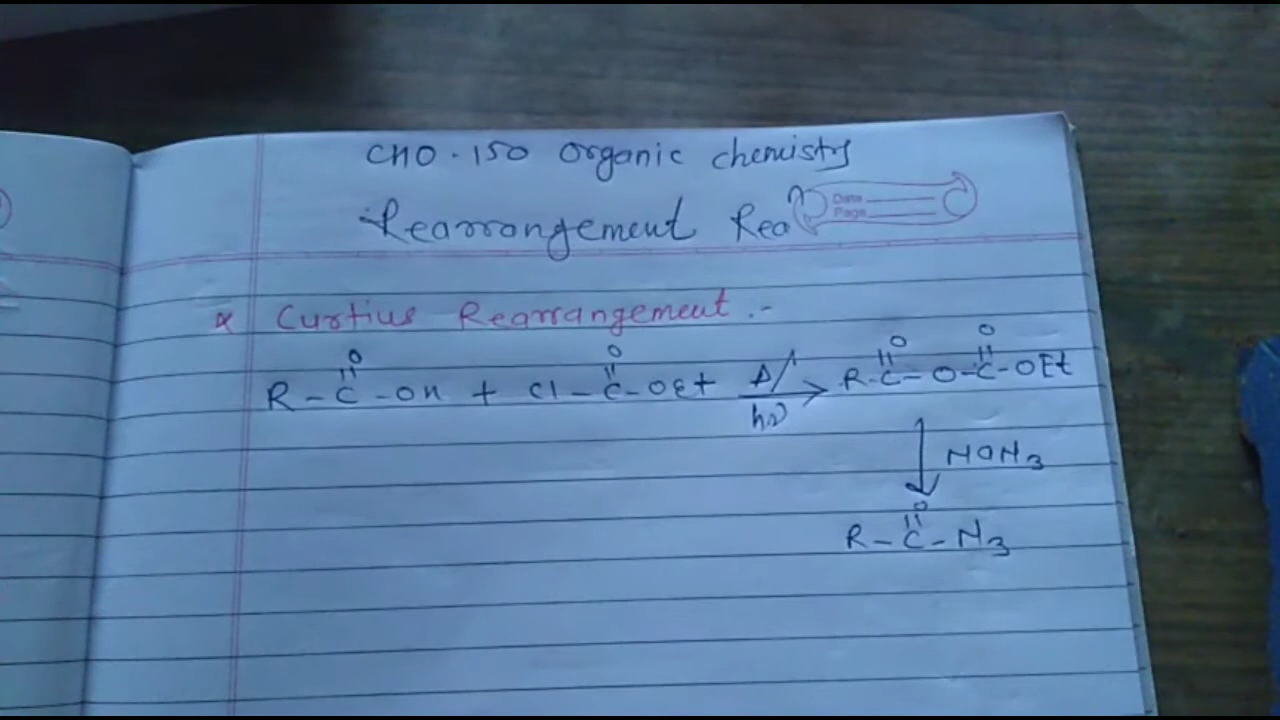 CHO-150 Organic chemistry
Rearrangement Rea
Date
Page
* Curtius Rearrangement :-
O O O O
R-C-OH + Cl-C-OEt Δ/hν → R-C-O-C-OEt
↓ NaN3
O
R-C-N3